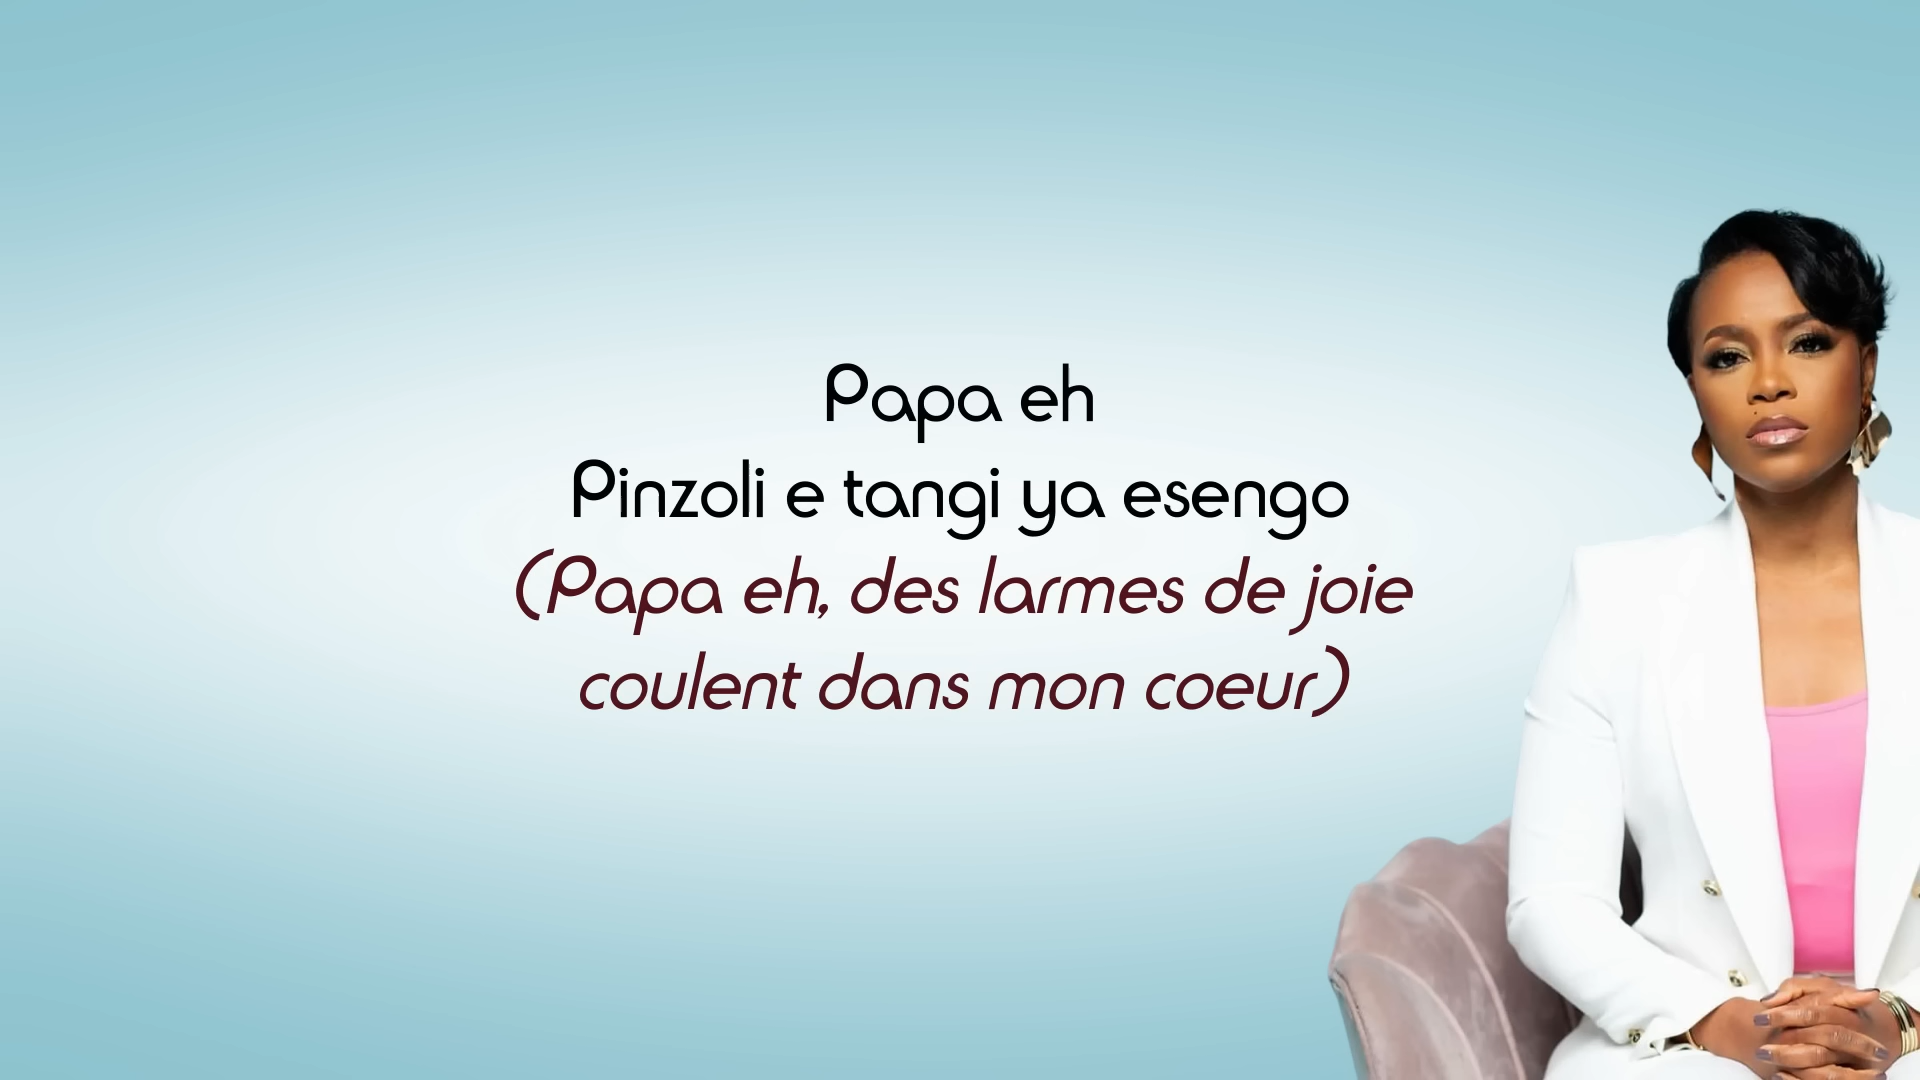 Papa eh
Pinzoli e tangi ya esengo
(Papa eh, des larmes de joie
coulent dans mon coeur)